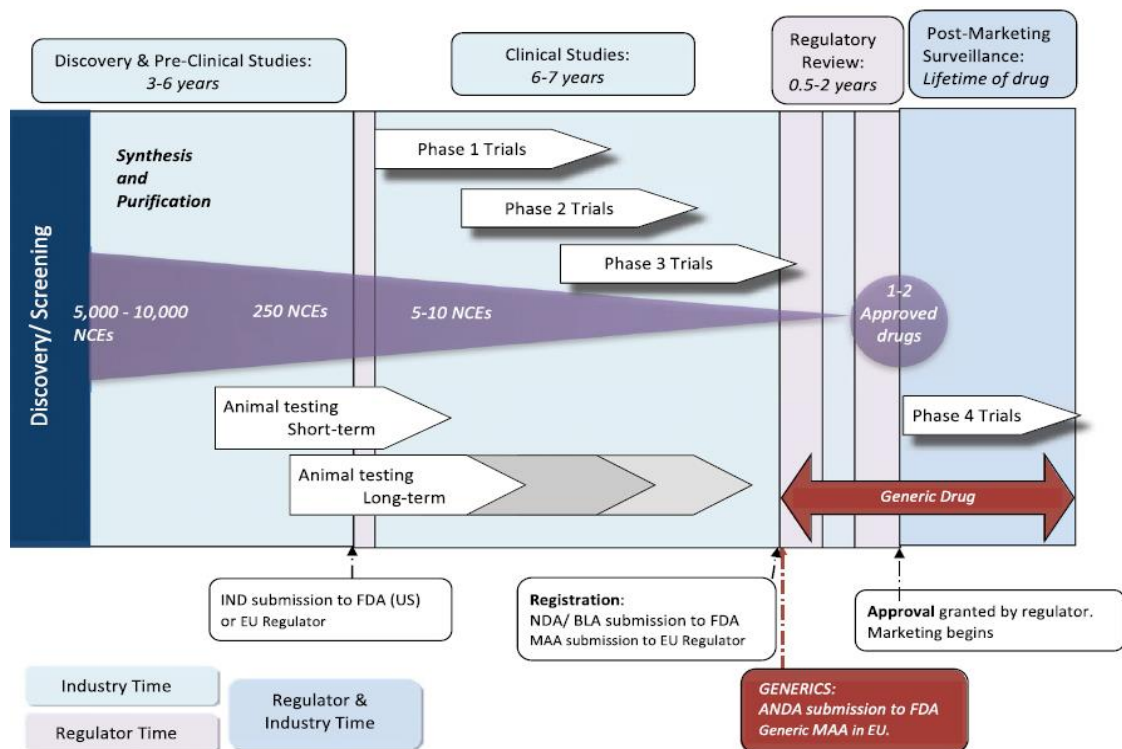 Discovery & Pre-Clinical Studies:
3-6 years
Clinical Studies:
6-7 years
Regulatory
Review:
0.5-2 years
Post-Marketing
Surveillance:
Lifetime of drug
Discovery/ Screening
Synthesis
and
Purification
Phase 1 Trials
Phase 2 Trials
Phase 3 Trials
5,000 - 10,000
NCEs
250 NCEs
5-10 NCEs
1-2
Approved
drugs
Animal testing
Short-term
Animal testing
Long-term
Phase 4 Trials
Generic Drug
IND submission to FDA (US)
or EU Regulator
Registration:
NDA/ BLA submission to FDA
MAA submission to EU Regulator
Approval granted by regulator.
Marketing begins
GENERICS:
ANDA submission to FDA
Generic MAA in EU.
Industry Time
Regulator Time
Regulator &
Industry Time